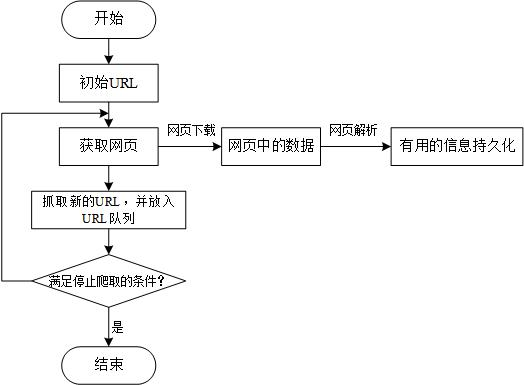 开始
初始URL
网页下载
网页解析
获取网页
网页中的数据
有用的信息持久化
抓取新的URL，并放入
URL队列
满足停止爬取的条件？
是
结束